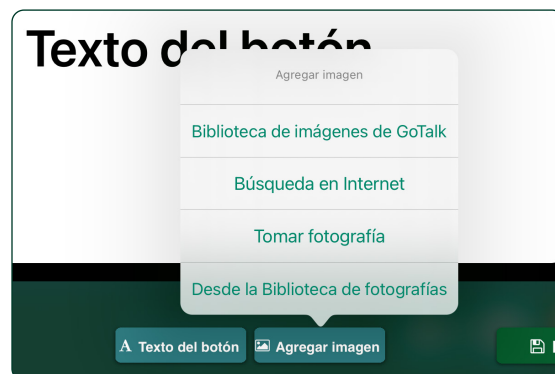 Texto del botón
Agregar imagen
Biblioteca de imágenes de GoTalk
Búsqueda en Internet
Tomar fotografía
Desde la Biblioteca de fotografías
A Texto del botón
Agregar imagen